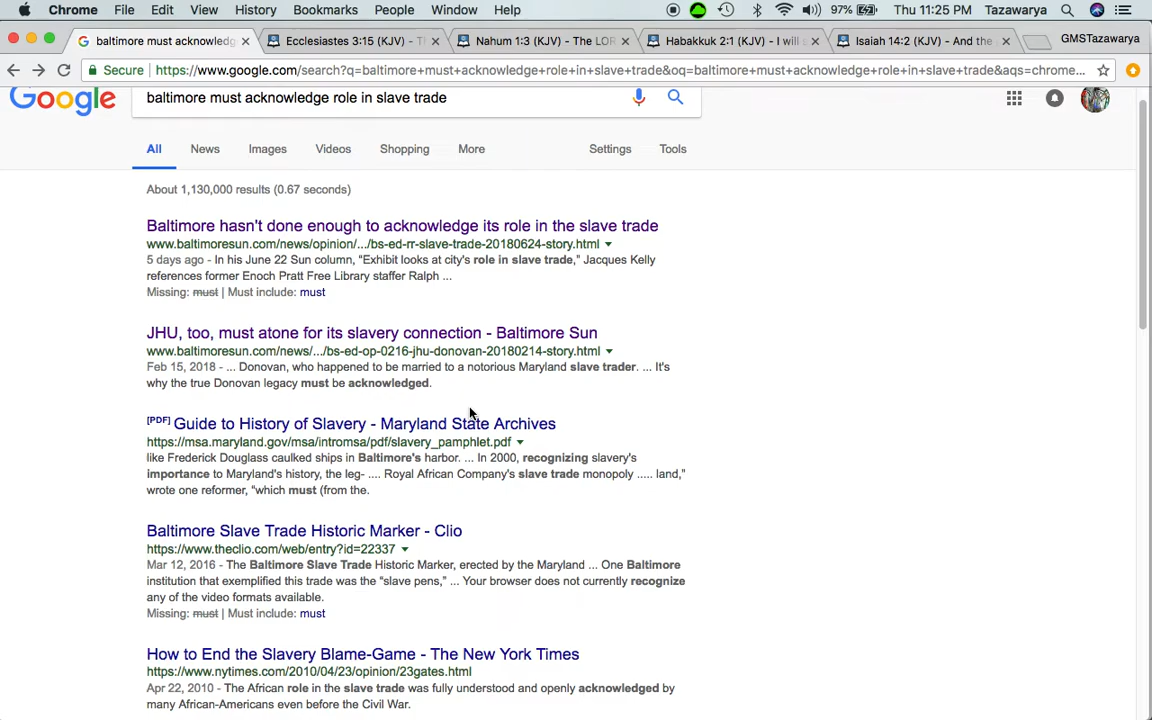 Chrome File Edit View History Bookmarks People Window Help 97% Thu 11:25 PM Tazawarya
baltimore must acknowledg × Ecclesiastes 3:15 (KJV) - T × Nahum 1:3 (KJV) - The LOR × Habakkuk 2:1 (KJV) - I will s × Isaiah 14:2 (KJV) - And the × GMSTazawarya
Secure | https://www.google.com/search?q=baltimore+must+acknowledge+role+in+slave+trade&oq=baltimore+must+acknowledge+role+in+slave+trade&aqs=chrome...
Google baltimore must acknowledge role in slave trade
All News Images Videos Shopping More Settings Tools
About 1,130,000 results (0.67 seconds)
Baltimore hasn't done enough to acknowledge its role in the slave trade
www.baltimoresun.com/news/opinion/.../bs-ed-rr-slave-trade-20180624-story.html
5 days ago - In his June 22 Sun column, "Exhibit looks at city's role in slave trade," Jacques Kelly
references former Enoch Pratt Free Library staffer Ralph ...
Missing: must | Must include: must
JHU, too, must atone for its slavery connection - Baltimore Sun
www.baltimoresun.com/news/.../bs-ed-op-0216-jhu-donovan-20180214-story.html
Feb 15, 2018 - ... Donovan, who happened to be married to a notorious Maryland slave trader. ... It's
why the true Donovan legacy must be acknowledged.
[PDF] Guide to History of Slavery - Maryland State Archives
https://msa.maryland.gov/msa/intromsa/pdf/slavery_pamphlet.pdf
like Frederick Douglass caulked ships in Baltimore's harbor. ... In 2000, recognizing slavery's
importance to Maryland's history, the leg- .... Royal African Company's slave trade monopoly ..... land,"
wrote one reformer, "which must (from the.
Baltimore Slave Trade Historic Marker - Clio
https://www.theclio.com/web/entry?id=22337
Mar 12, 2016 - The Baltimore Slave Trade Historic Marker, erected by the Maryland ... One Baltimore
institution that exemplified this trade was the "slave pens," ... Your browser does not currently recognize
any of the video formats available.
Missing: must | Must include: must
How to End the Slavery Blame-Game - The New York Times
https://www.nytimes.com/2010/04/23/opinion/23gates.html
Apr 22, 2010 - The African role in the slave trade was fully understood and openly acknowledged by
many African-Americans even before the Civil War.